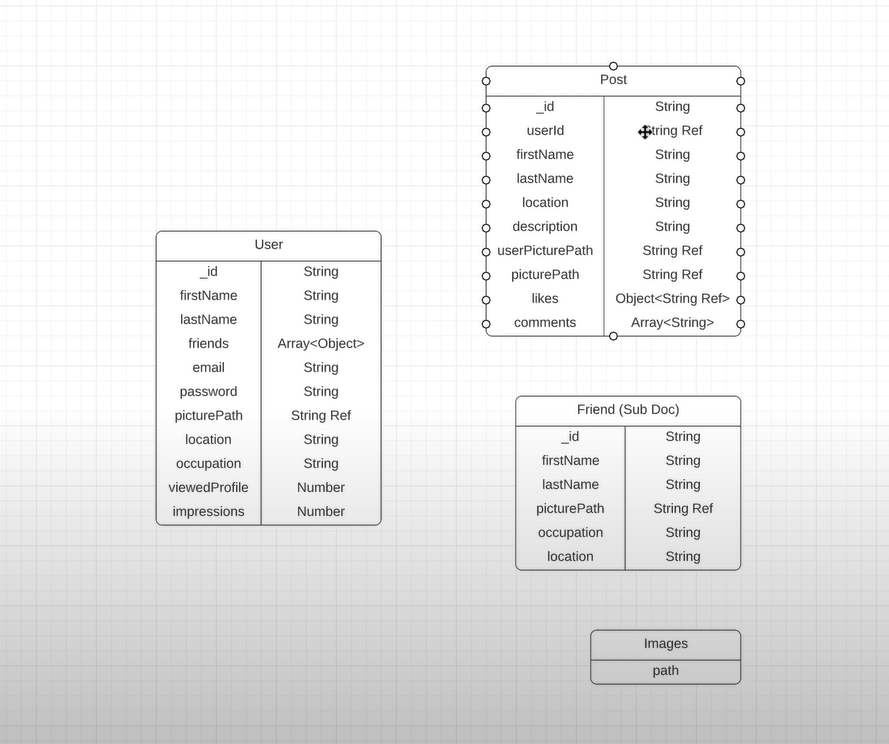 Post
_id String
userId String Ref
firstName String
lastName String
location String
description String
userPicturePath String Ref
picturePath String Ref
likes Object<String Ref>
comments Array<String>
User
_id String
firstName String
lastName String
friends Array<Object>
email String
password String
picturePath String Ref
location String
occupation String
viewedProfile Number
impressions Number
Friend (Sub Doc)
_id String
firstName String
lastName String
picturePath String Ref
occupation String
location String
Images
path